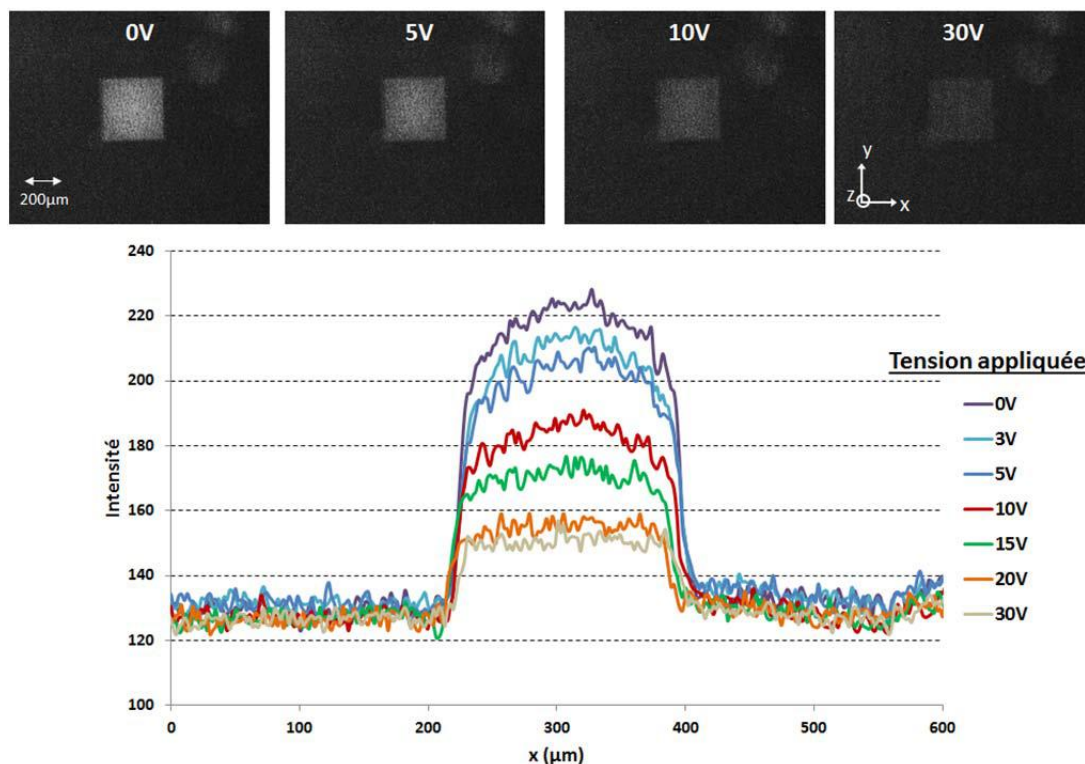 0V
5V
10V
30V
200µm
y
z
x
240
220
200
180
160
140
120
100
Intensité
0
100
200
300
400
500
600
x (µm)
Tension appliquée
0V
3V
5V
10V
15V
20V
30V